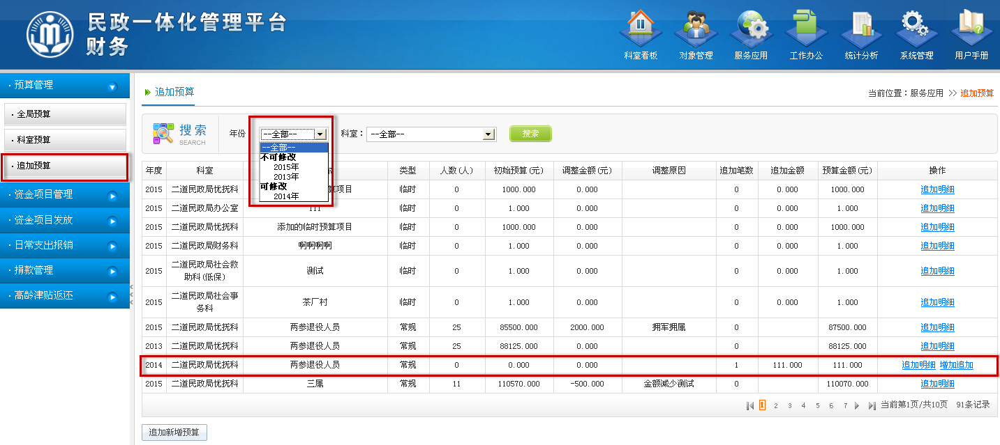 民政一体化管理平台
财务
科室看板 对象管理 服务应用 工作办公 统计分析 系统管理 用户手册
· 预算管理
· 全局预算
· 科室预算
· 追加预算
· 资金项目管理
· 资金项目发放
· 日常支出报销
· 捐款管理
· 高龄津贴返还
追加预算
当前位置：服务应用 >> 追加预算
搜索
SEARCH
年份 --全部-- 科室： --全部-- 搜索
--全部--
不可修改
2015年
2013年
可修改
2014年
年度 科室 类型 人数(人) 初始预算(元) 调整金额(元) 调整原因 追加笔数 追加金额 预算金额(元) 操作
2015 二道民政局优抚科 算项目 临时 0 1000.000 0.000 0 0.000 1000.000 追加明细
2015 二道民政局办公室 111 临时 0 1.000 0.000 0 0.000 1.000 追加明细
2015 二道民政局优抚科 添加的临时预算项目 临时 0 1000.000 0.000 0 0.000 1000.000 追加明细
2015 二道民政局财务科 啊啊啊啊 临时 0 1.000 0.000 0 0.000 1.000 追加明细
2015 二道民政局社会救助科(低保) 测试 临时 0 1.000 0.000 0 0.000 1.000 追加明细
2015 二道民政局社会事务科 茶厂村 临时 0 1.000 0.000 0 0.000 1.000 追加明细
2015 二道民政局优抚科 两参退役人员 常规 25 85500.000 2000.000 拥军拥属 0 87500.000 追加明细
2013 二道民政局优抚科 两参退役人员 常规 25 88125.000 0.000 0 88125.000 追加明细
2014 二道民政局优抚科 两参退役人员 常规 0 0.000 0.000 1 111.000 111.000 追加明细 增加追加
2015 二道民政局优抚科 三属 常规 11 110570.000 -500.000 金额减少测试 0 110070.000 追加明细
1 2 3 4 5 6 7 当前第1页/共10页 91条记录
追加新增预算